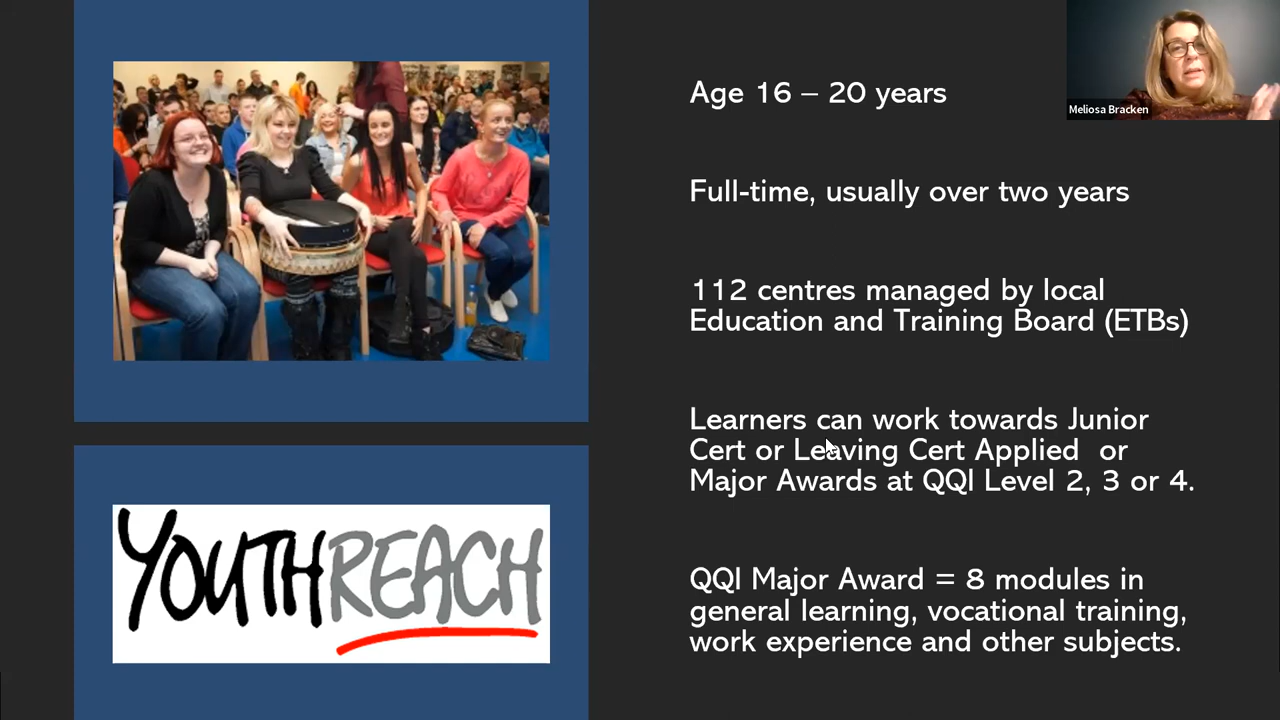 Age 16 – 20 years
Meliosa Bracken
Full-time, usually over two years
112 centres managed by local
Education and Training Board (ETBs)
Learners can work towards Junior
Cert or Leaving Cert Applied or
Major Awards at QQI Level 2, 3 or 4.
YOUTHREACH
QQI Major Award = 8 modules in
general learning, vocational training,
work experience and other subjects.